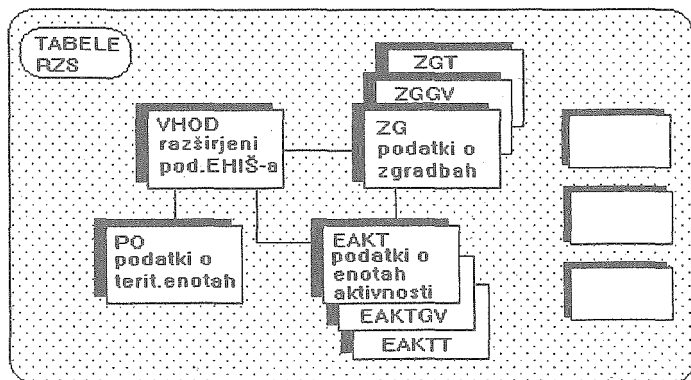 TABELE
RZS
ZGT
ZGGV
VHOD
razširjeni
pod.EHIŠ-a
ZG
podatki o
zgradbah
PO
podatki o
terit.enotah
EAKT
podatki o
enotah
aktivnosti
EAKTGV
EAKTT